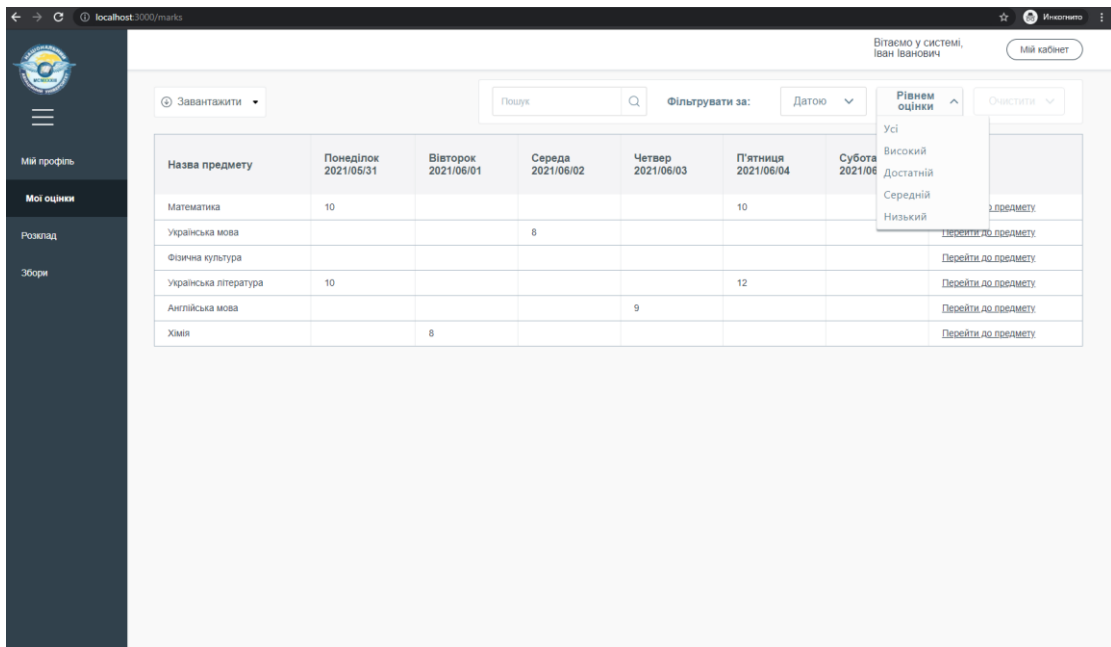 localhost:3000/marks
Инкогнито
Вітаємо у системі,
Іван Іванович
Мій кабінет
Завантажити
Пошук
Фільтрувати за:
Датою
Рівнем
оцінки
Очистити
Усі
Високий
Достатній
Середній
Низький
Мій профіль
Мої оцінки
Розклад
Збори
Назва предмету
Понеділок
2021/05/31
Вівторок
2021/06/01
Середа
2021/06/02
Четвер
2021/06/03
П'ятниця
2021/06/04
Субота
2021/06
Математика 10 10 о предмету
Українська мова 8 Перейти до предмету
Фізична культура Перейти до предмету
Українська література 10 12 Перейти до предмету
Англійська мова 9 Перейти до предмету
Хімія 8 Перейти до предмету